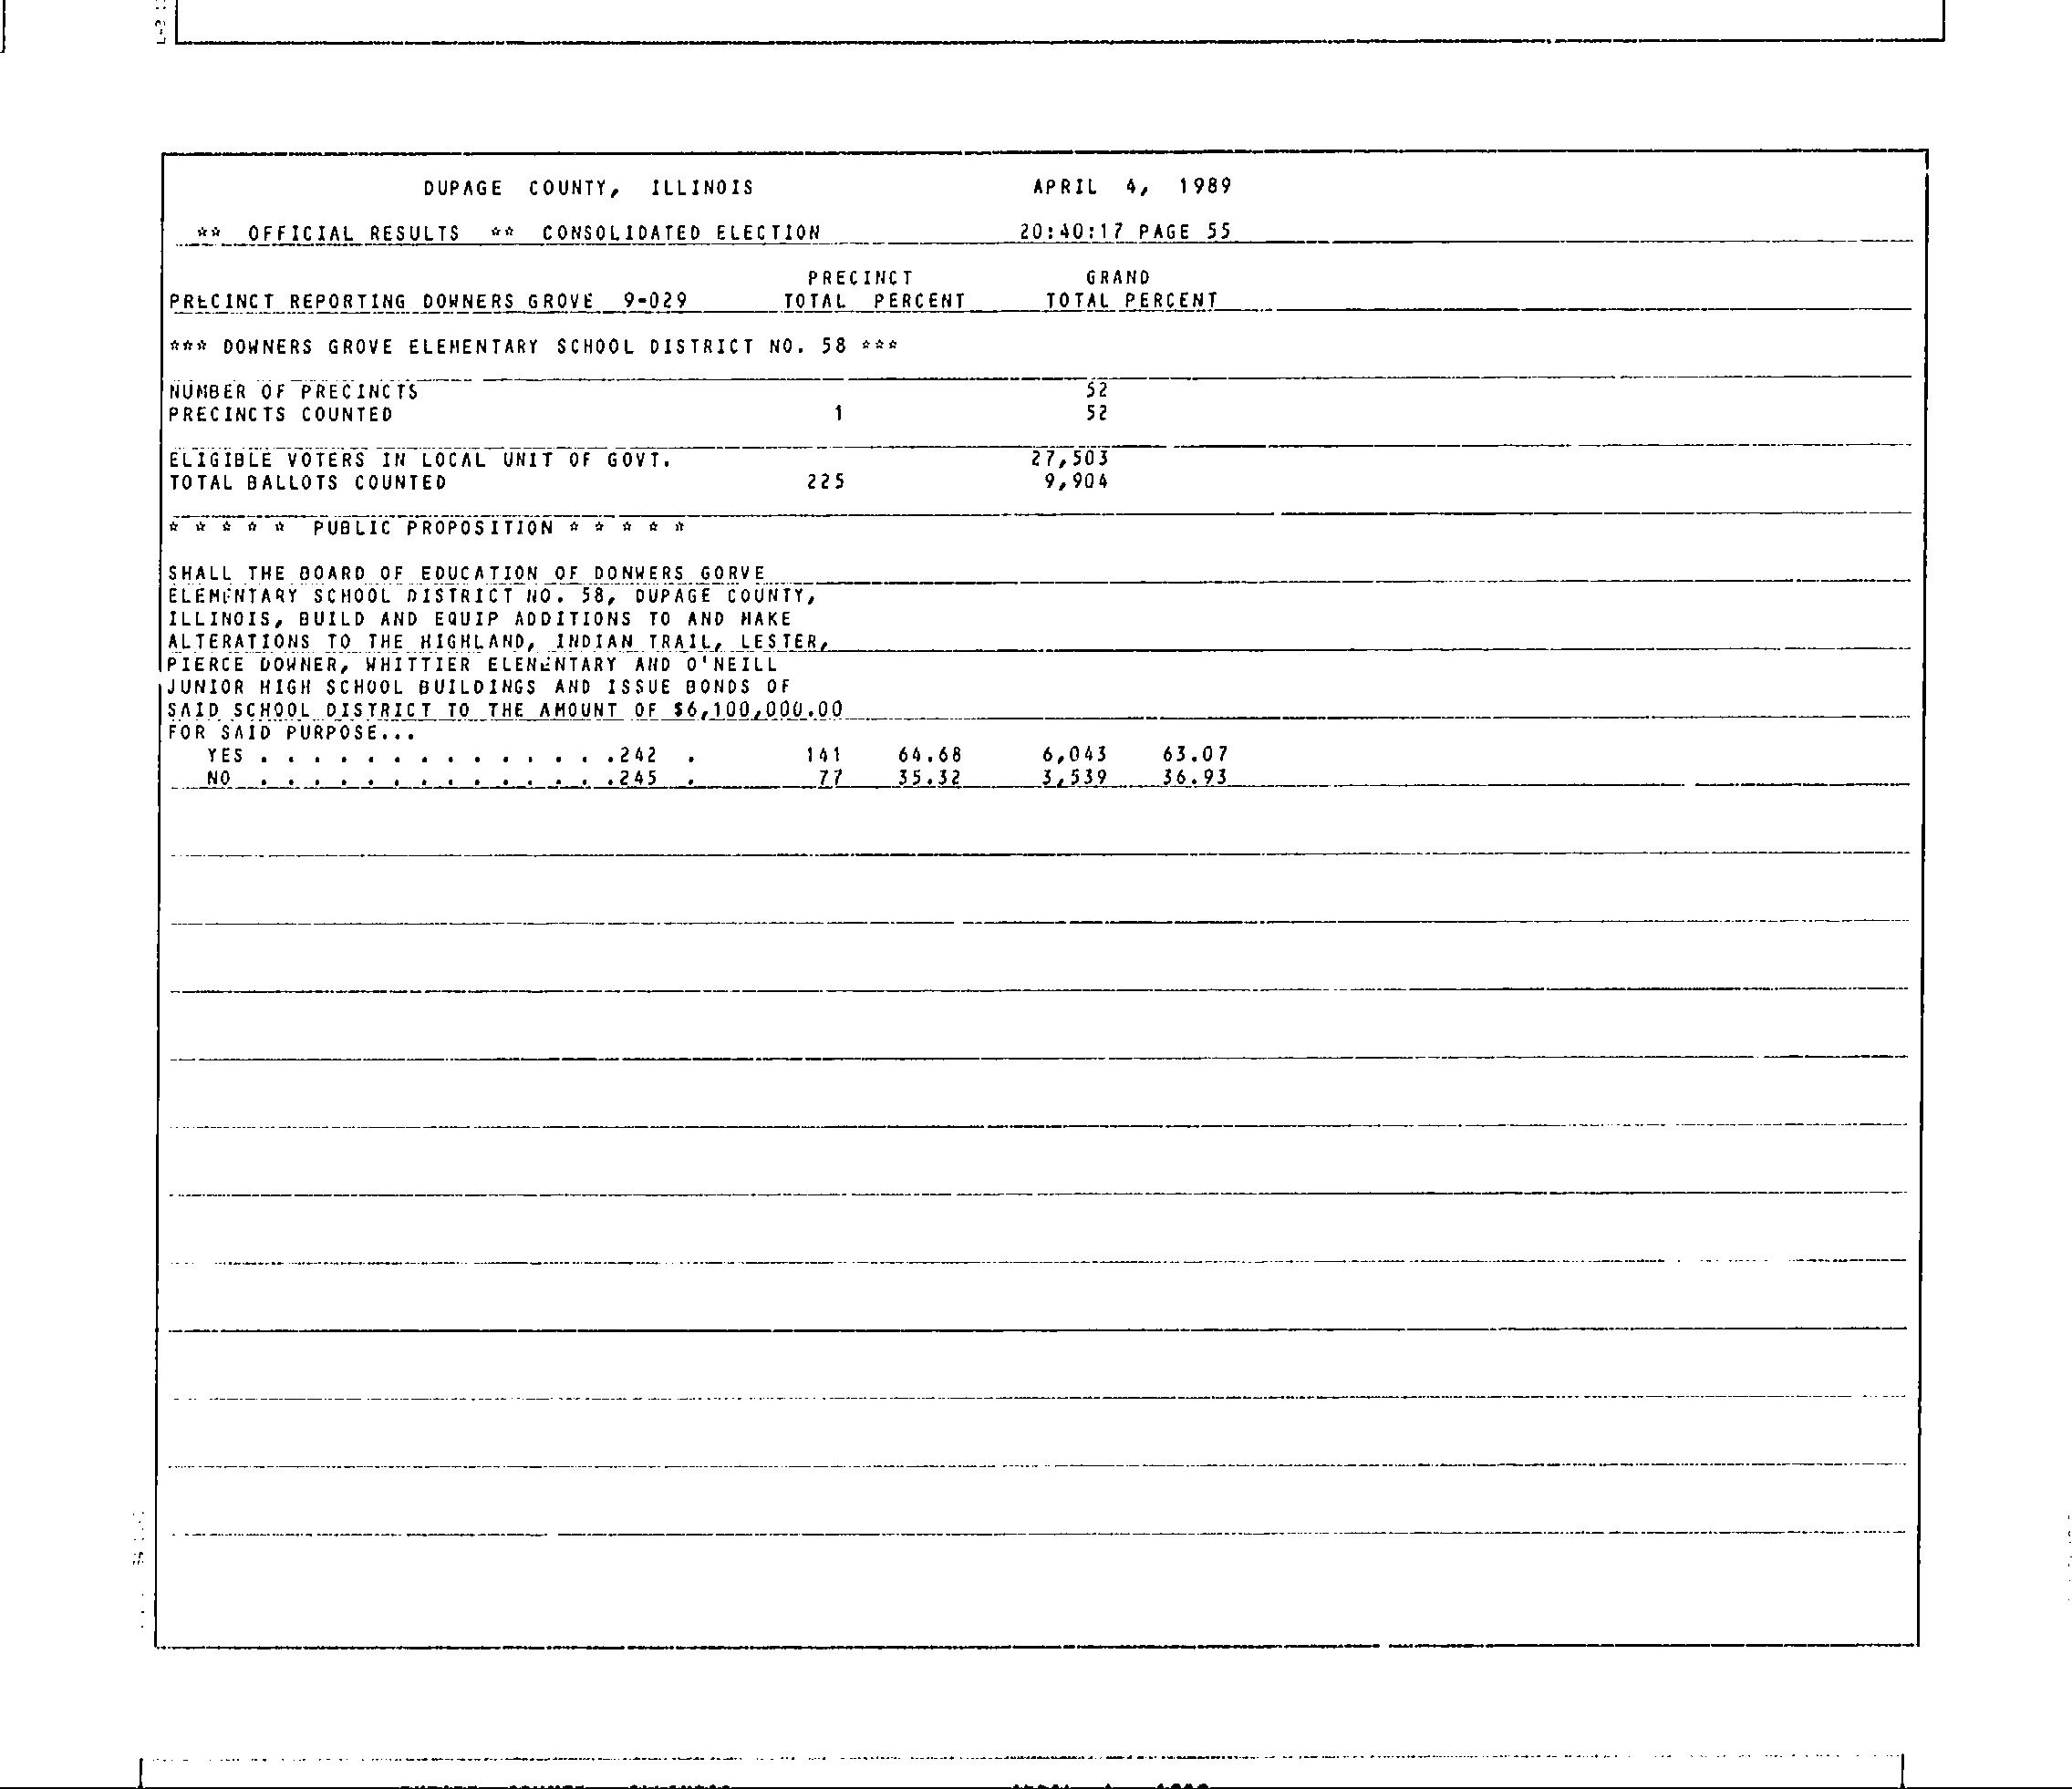 DUPAGE COUNTY, ILLINOIS APRIL 4, 1989
** OFFICIAL RESULTS ** CONSOLIDATED ELECTION 20:40:17 PAGE 55
PRECINCT GRAND
PRECINCT REPORTING DOWNERS GROVE 9-029 TOTAL PERCENT TOTAL PERCENT
*** DOWNERS GROVE ELEMENTARY SCHOOL DISTRICT NO. 58 ***
NUMBER OF PRECINCTS 52
PRECINCTS COUNTED 1 52
ELIGIBLE VOTERS IN LOCAL UNIT OF GOVT. 27,503
TOTAL BALLOTS COUNTED 225 9,904
* * * * * PUBLIC PROPOSITION * * * * *
SHALL THE BOARD OF EDUCATION OF DONWERS GORVE
ELEMENTARY SCHOOL DISTRICT NO. 58, DUPAGE COUNTY,
ILLINOIS, BUILD AND EQUIP ADDITIONS TO AND MAKE
ALTERATIONS TO THE HIGHLAND, INDIAN TRAIL, LESTER,
PIERCE DOWNER, WHITTIER ELEMENTARY AND O'NEILL
JUNIOR HIGH SCHOOL BUILDINGS AND ISSUE BONDS OF
SAID SCHOOL DISTRICT TO THE AMOUNT OF $6,100,000.00
FOR SAID PURPOSE...
YES . . . . . . . . . . . . . .242 . 141 64.68 6,043 63.07
NO . . . . . . . . . . . . . .245 . 77 35.32 3,539 36.93